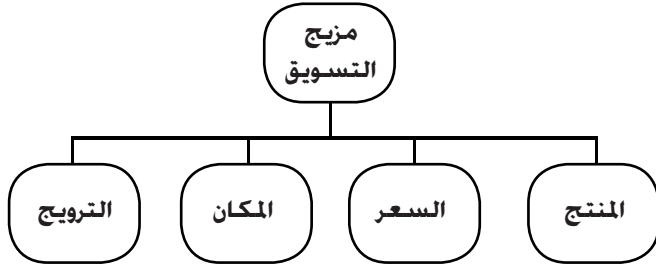 مزيج
التسويق
المنتج
السعر
المكان
الترويج